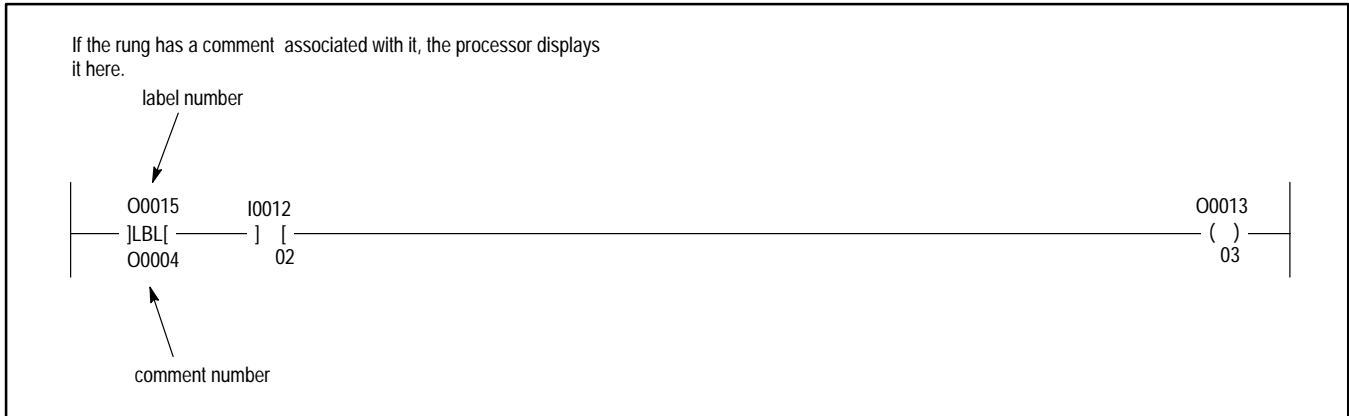 If the rung has a comment associated with it, the processor displays
it here.
label number
O0015 I0012 O0013
]LBL[ ] [ ( )
O0004 02 03
comment number